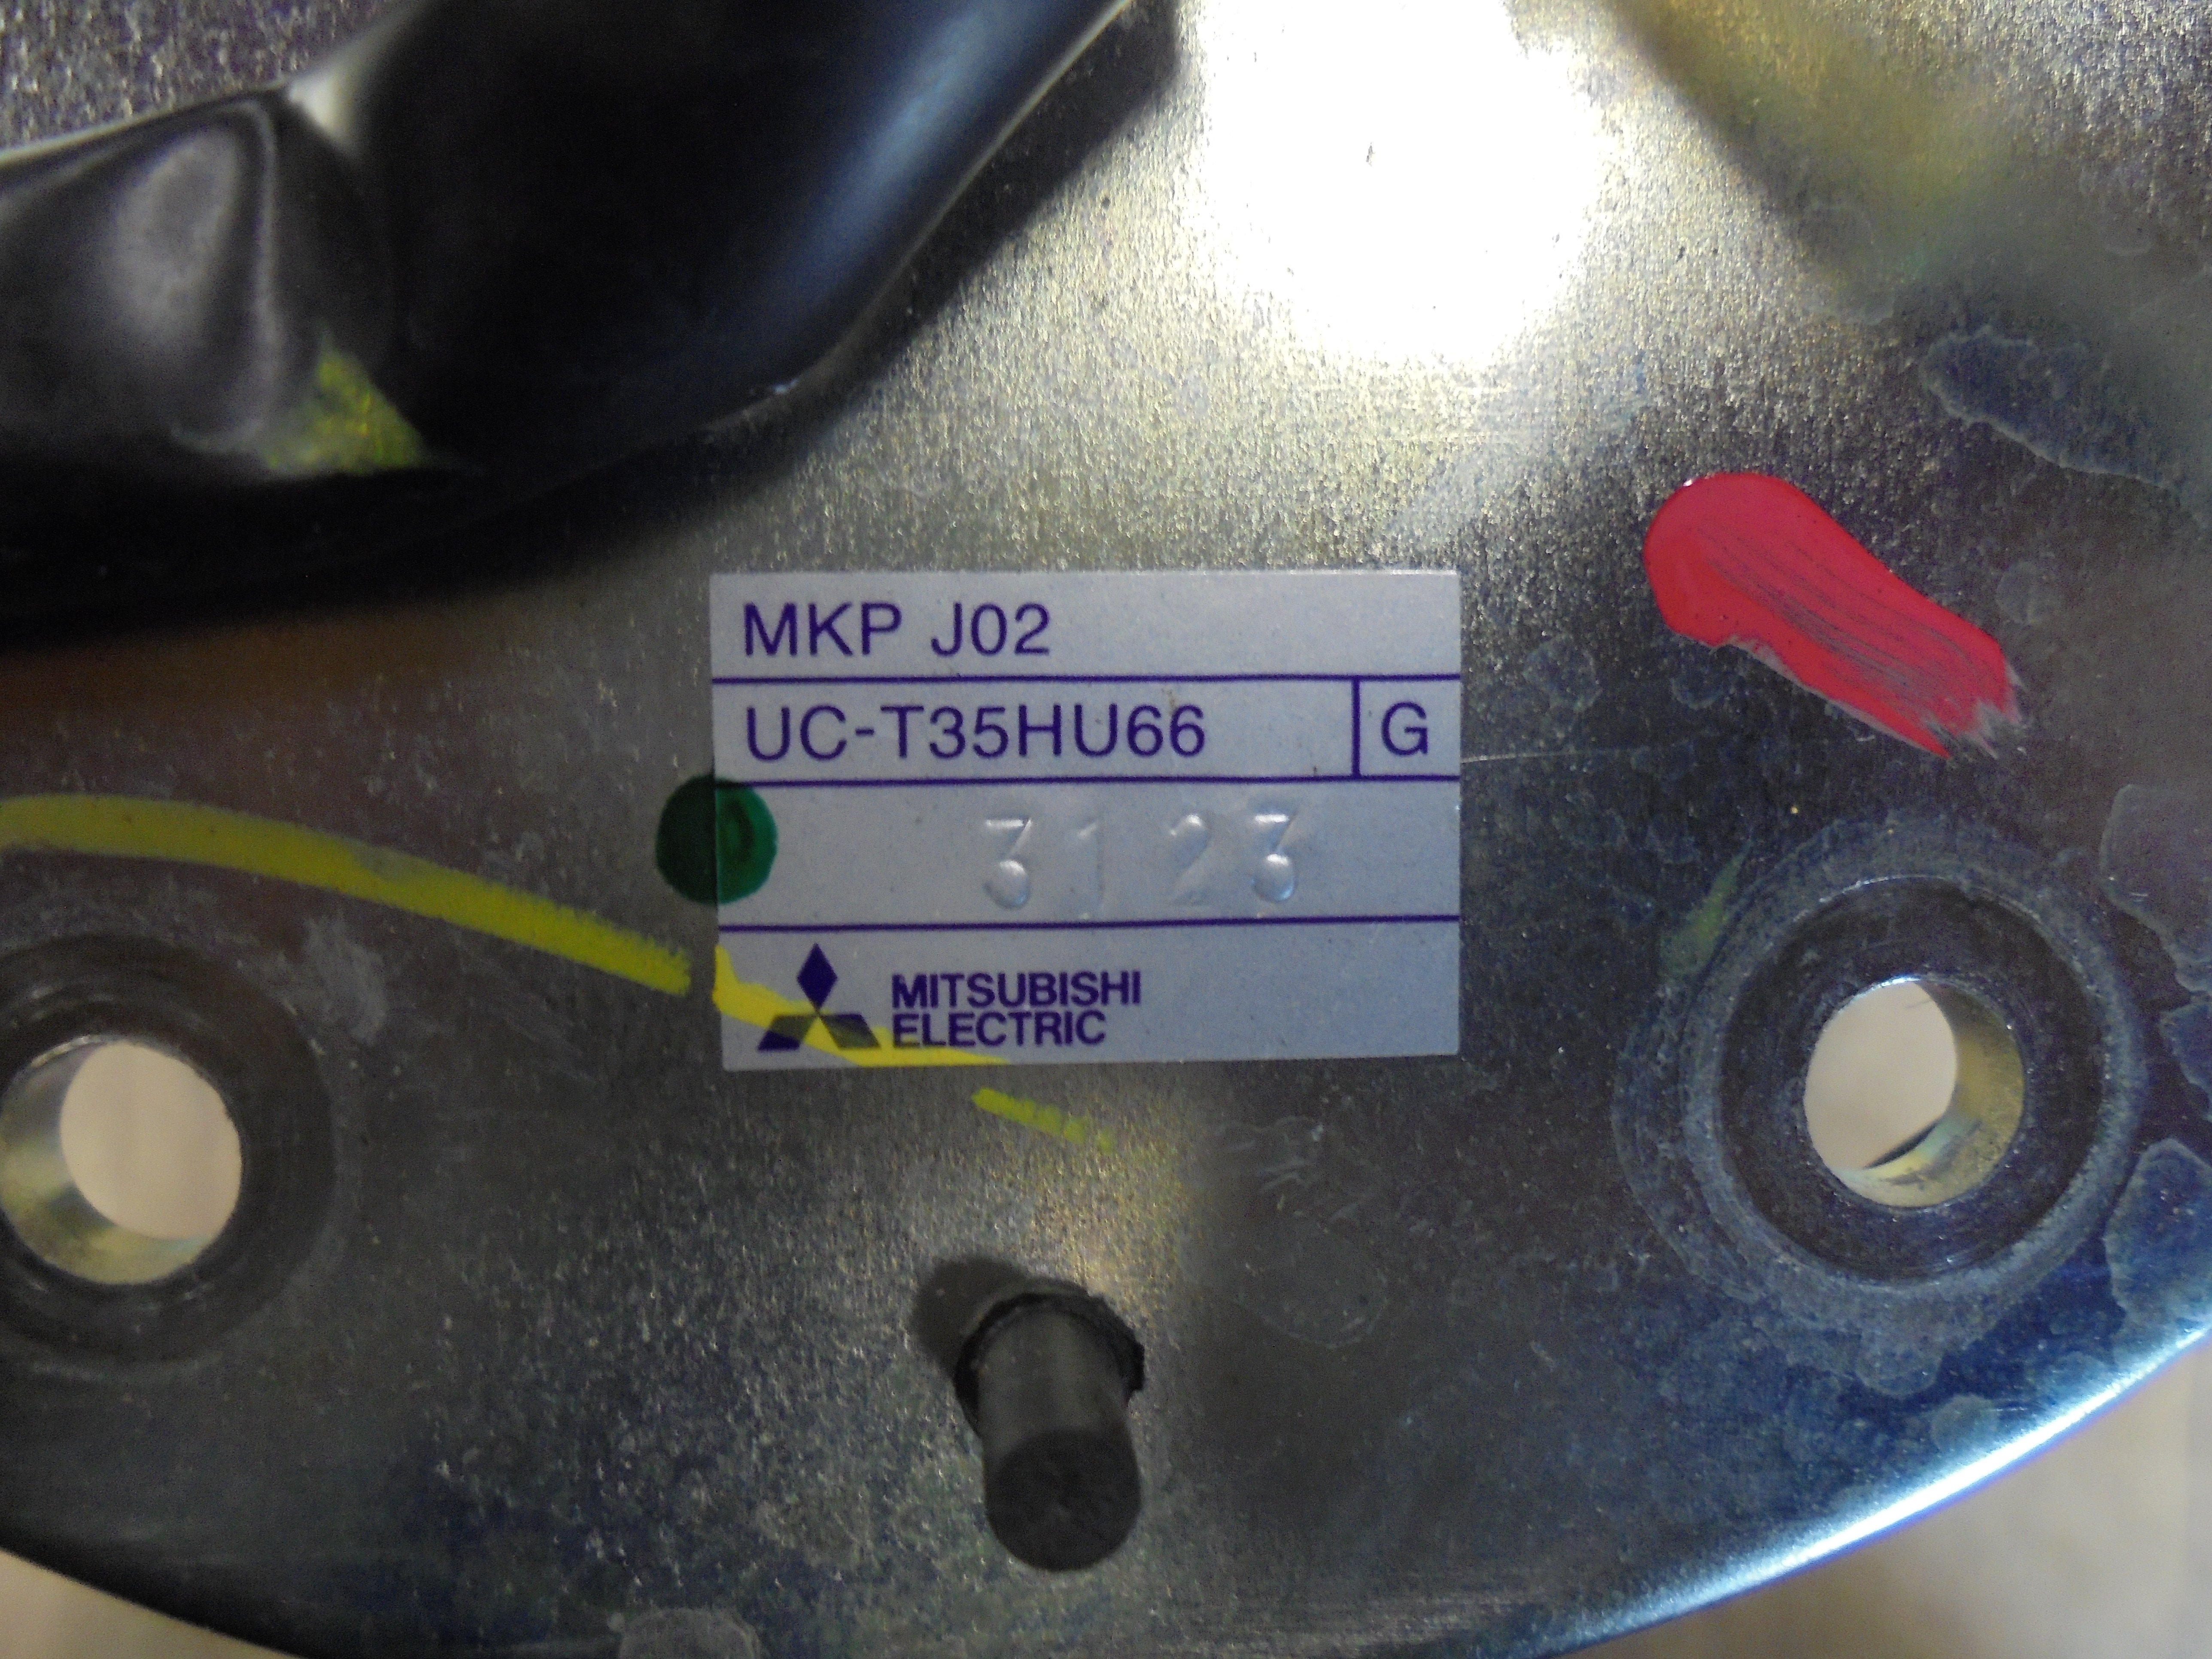 MKP J02
UC-T35HU66 G
3123
MITSUBISHI
ELECTRIC